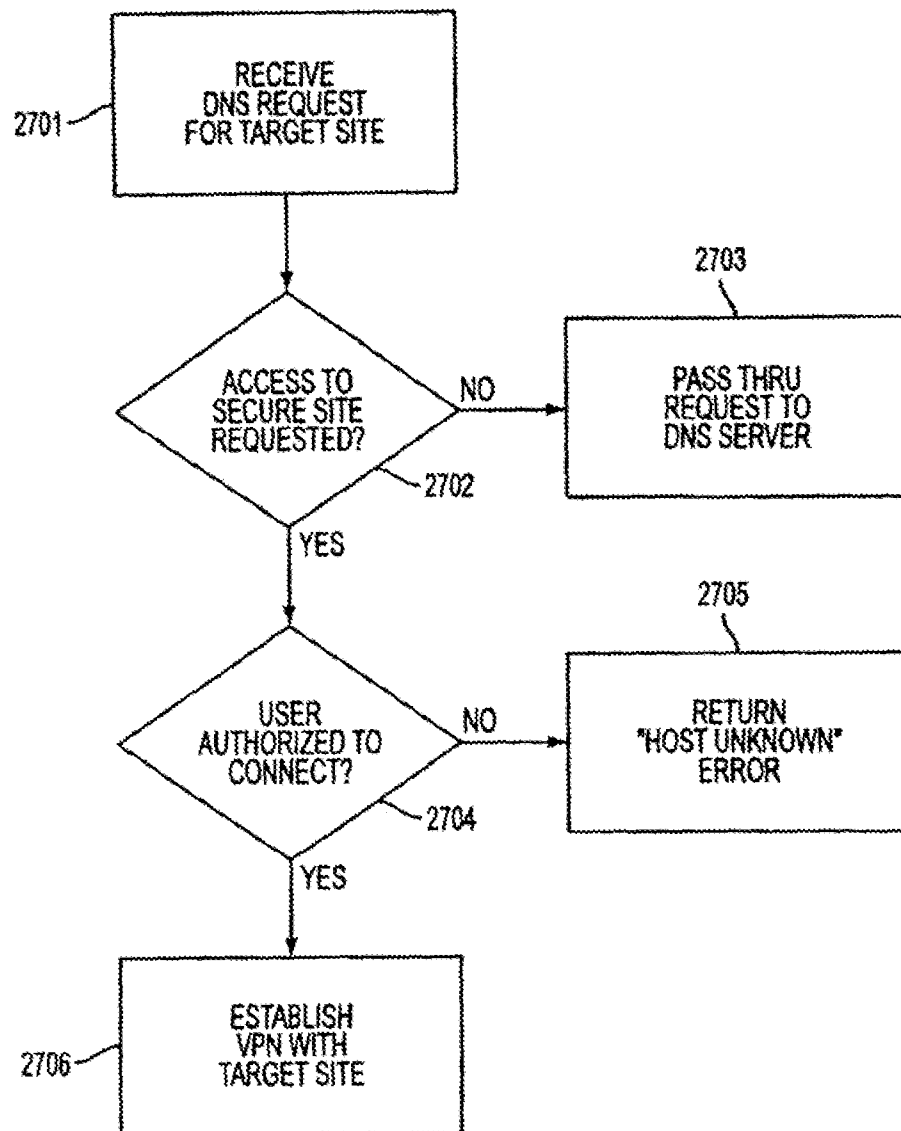 RECEIVE
DNS REQUEST
FOR TARGET SITE
2701
ACCESS TO
SECURE SITE
REQUESTED?
2702
NO
2703
PASS THRU
REQUEST TO
DNS SERVER
YES
USER
AUTHORIZED TO
CONNECT?
2704
NO
2705
RETURN
"HOST UNKNOWN"
ERROR
YES
ESTABLISH
VPN WITH
TARGET SITE
2706